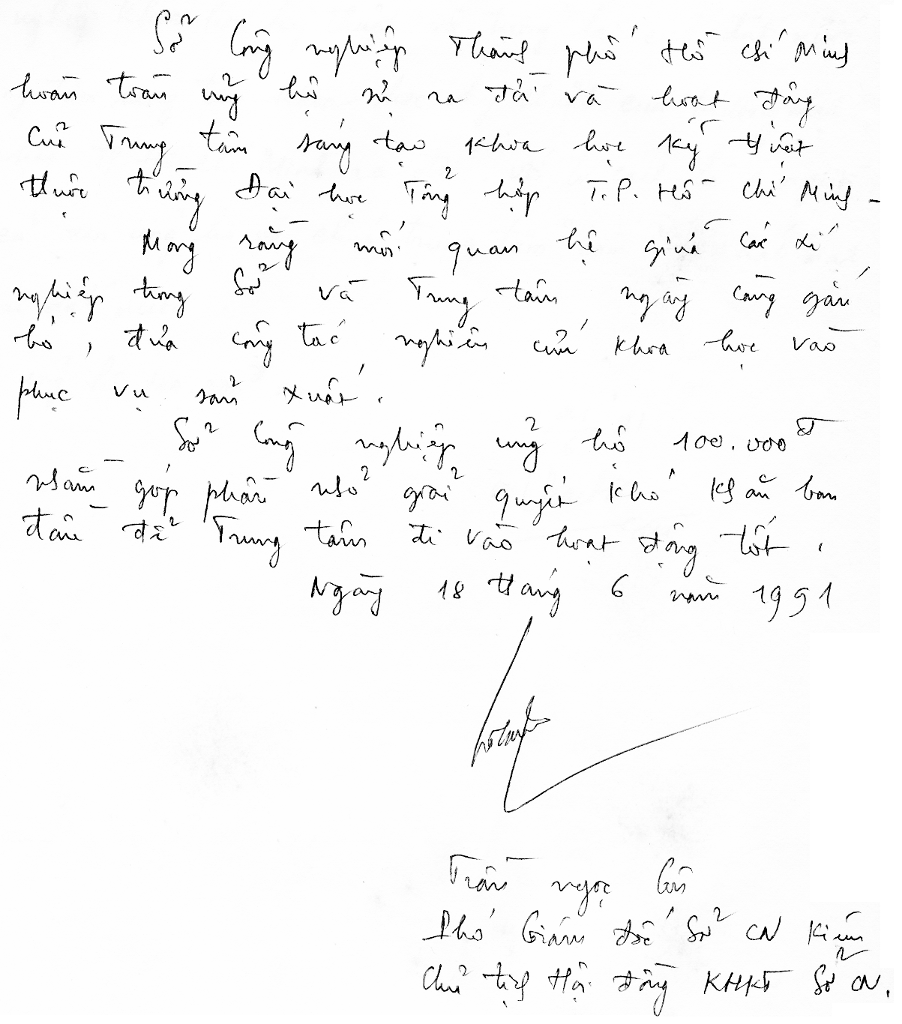 Sở Công nghiệp Thành phố Hồ Chí Minh
hoàn toàn ủng hộ sự ra đời và hoạt động
của Trung tâm sáng tạo khoa học kỹ thuật
thuộc trường Đại học Tổng hợp T.P. Hồ Chí Minh.
Mong rằng mối quan hệ giữa các xí
nghiệp trong Sở và Trung tâm ngày càng gắn
bó, đưa công tác nghiên cứu khoa học vào
phục vụ sản xuất.
Sở Công nghiệp ủng hộ 100.000đ
nhằm góp phần nhỏ giải quyết khó khăn ban
đầu để Trung tâm đi vào hoạt động tốt.
Ngày 18 tháng 6 năm 1991
Trần ngọc
Phó Giám đốc Sở CN Kiêm
Chủ tịch Hội đồng KHKT Sở CN.